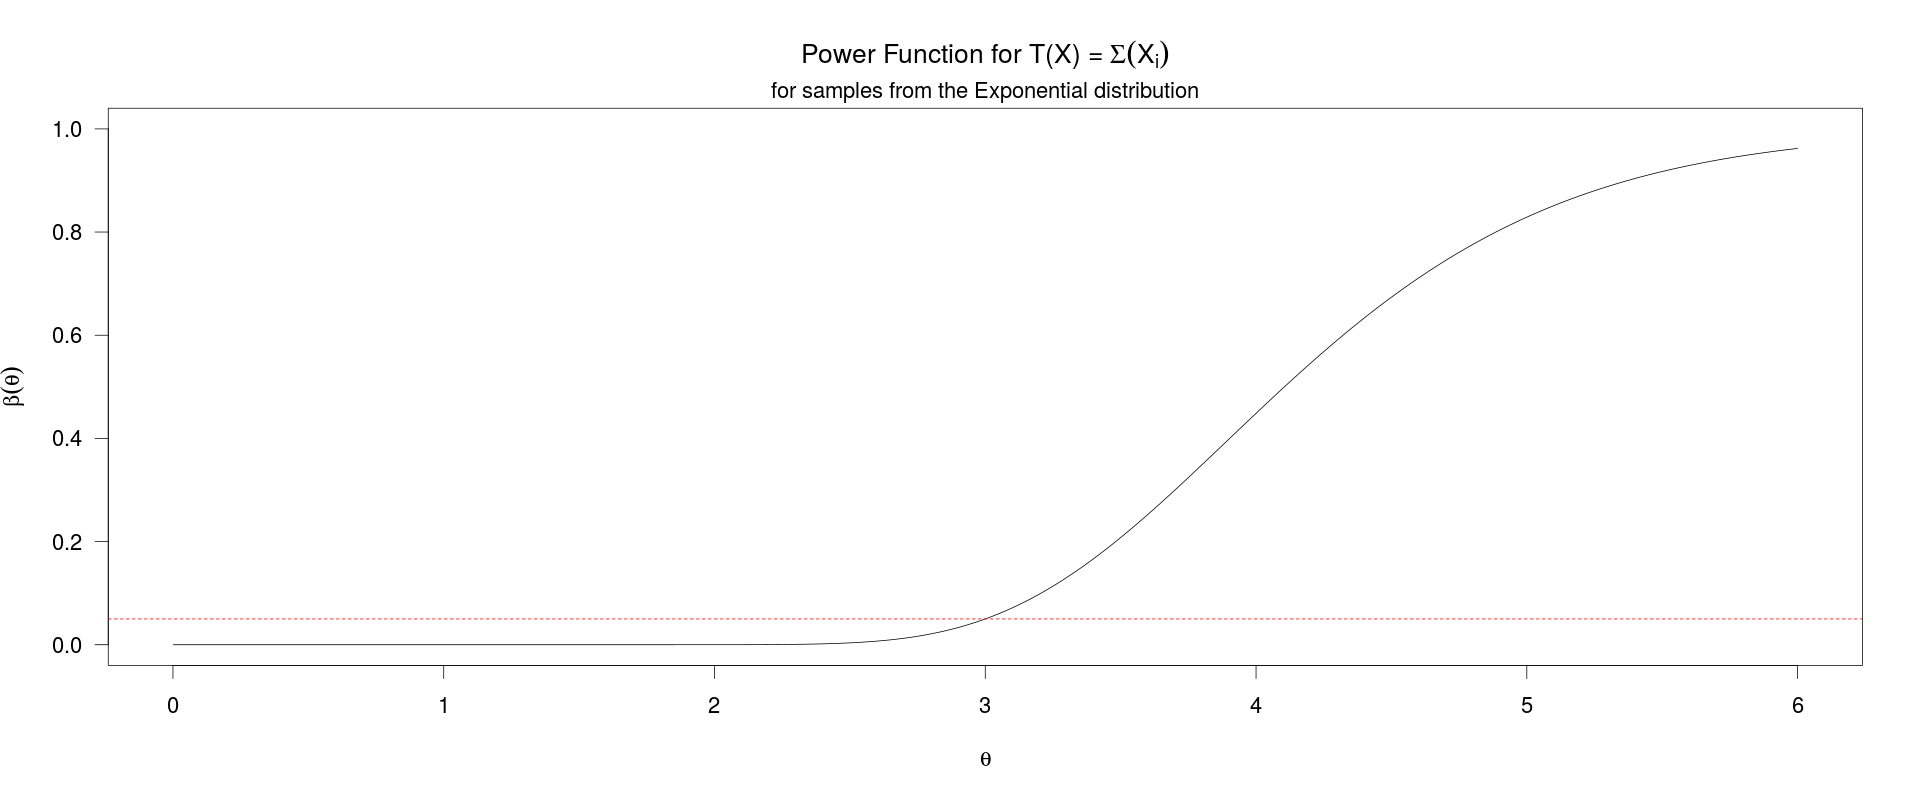 Power Function for T(X) = Σ(Xᵢ)
for samples from the Exponential distribution
1.0
0.8
0.6
0.4
0.2
0.0
β(θ)
0 1 2 3 4 5 6
θ